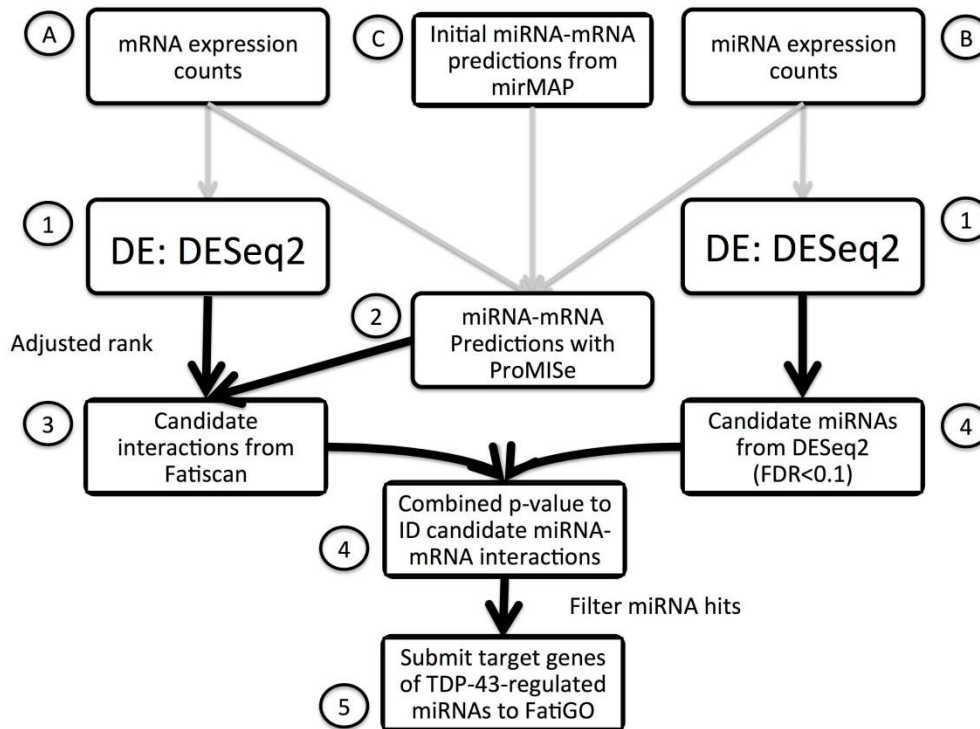 A
mRNA expression
counts
C
Initial miRNA-mRNA
predictions from
mirMAP
miRNA expression
counts
B
1
DE: DESeq2
DE: DESeq2
1
2
miRNA-mRNA
Predictions with
ProMISe
Adjusted rank
3
Candidate
interactions from
Fatiscan
Candidate miRNAs
from DESeq2
(FDR<0.1)
4
4
Combined p-value to
ID candidate miRNA-
mRNA interactions
Filter miRNA hits
5
Submit target genes
of TDP-43-regulated
miRNAs to FatiGO